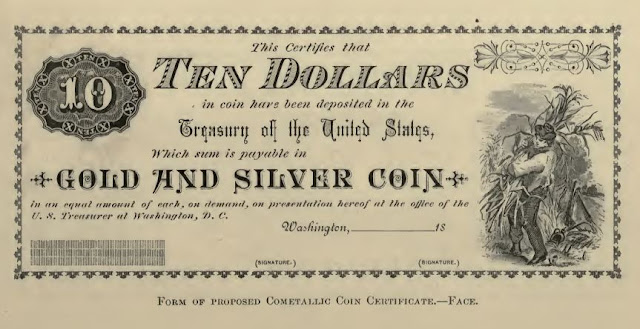 This Certifies that
10
TEN DOLLARS
in coin have been deposited in the
Treasury of the United States,
Which sum is payable in
GOLD AND SILVER COIN
in an equal amount of each, on demand, on presentation hereof at the office of the
U. S. Treasurer at Washington, D. C.
Washington, 18
(SIGNATURE.) (SIGNATURE.)
FORM OF PROPOSED COMETALLIC COIN CERTIFICATE.—FACE.